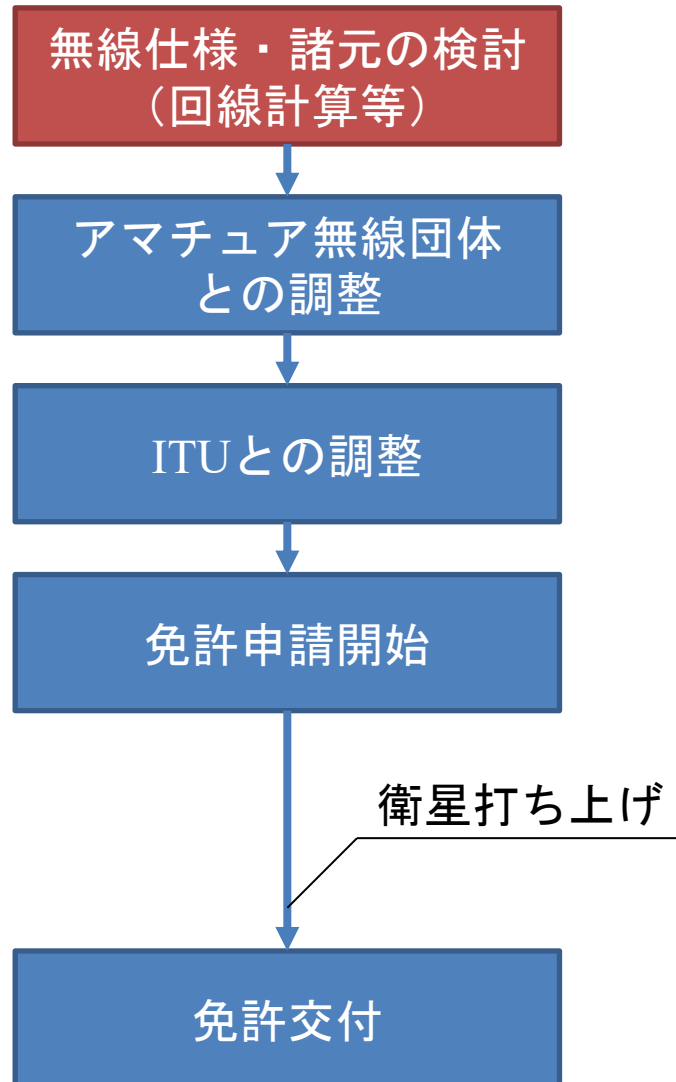 無線仕様・諸元の検討
（回線計算等）
アマチュア無線団体
との調整
ITUとの調整
免許申請開始
衛星打ち上げ
免許交付